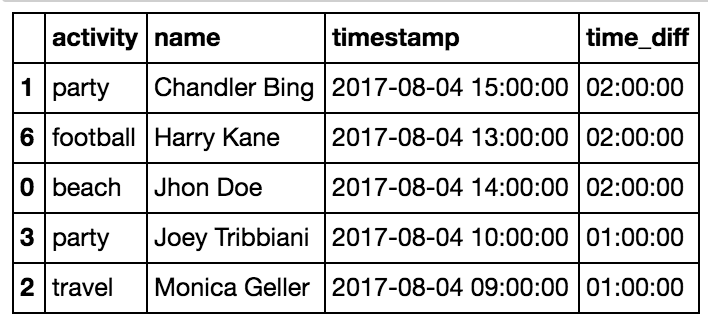 activity name timestamp time_diff
1 party Chandler Bing 2017-08-04 15:00:00 02:00:00
6 football Harry Kane 2017-08-04 13:00:00 02:00:00
0 beach Jhon Doe 2017-08-04 14:00:00 02:00:00
3 party Joey Tribbiani 2017-08-04 10:00:00 01:00:00
2 travel Monica Geller 2017-08-04 09:00:00 01:00:00